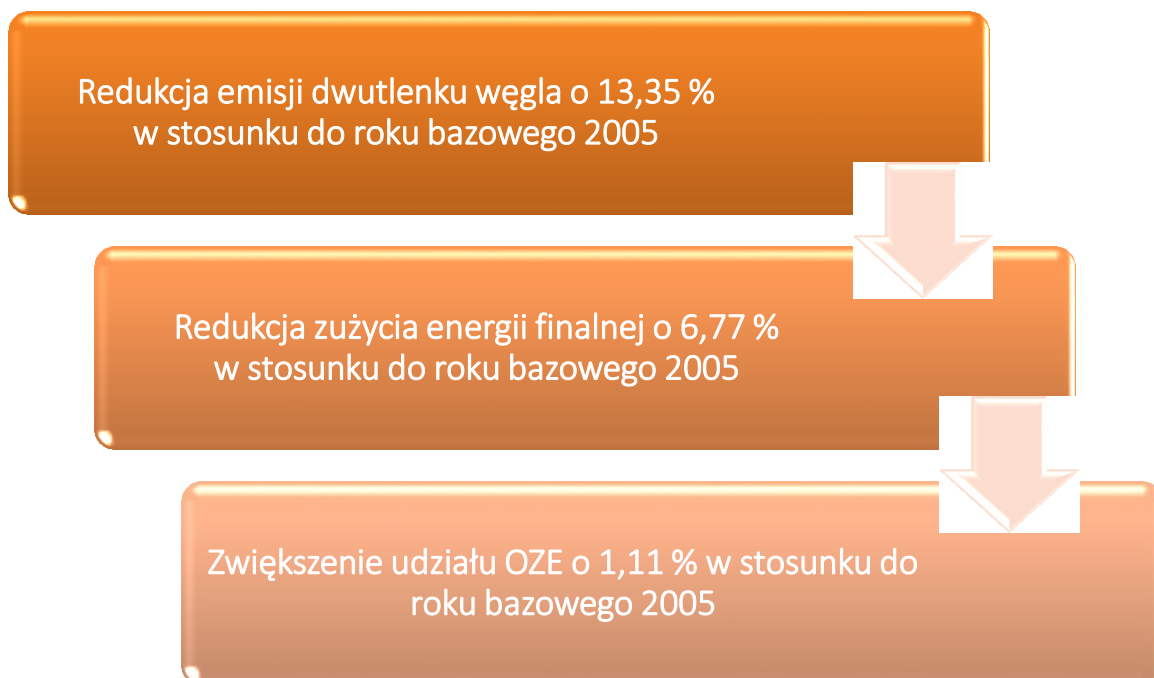 Redukcja emisji dwutlenku węgla o 13,35 %
w stosunku do roku bazowego 2005
Redukcja zużycia energii finalnej o 6,77 %
w stosunku do roku bazowego 2005
Zwiększenie udziału OZE o 1,11 % w stosunku do
roku bazowego 2005